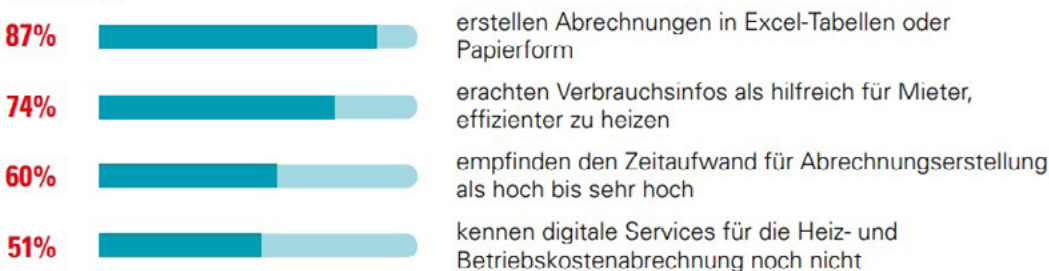 87%
erstellen Abrechnungen in Excel-Tabellen oder
Papierform
74%
erachten Verbrauchsinfos als hilfreich für Mieter,
effizienter zu heizen
60%
empfinden den Zeitaufwand für Abrechnungserstellung
als hoch bis sehr hoch
51%
kennen digitale Services für die Heiz- und
Betriebskostenabrechnung noch nicht